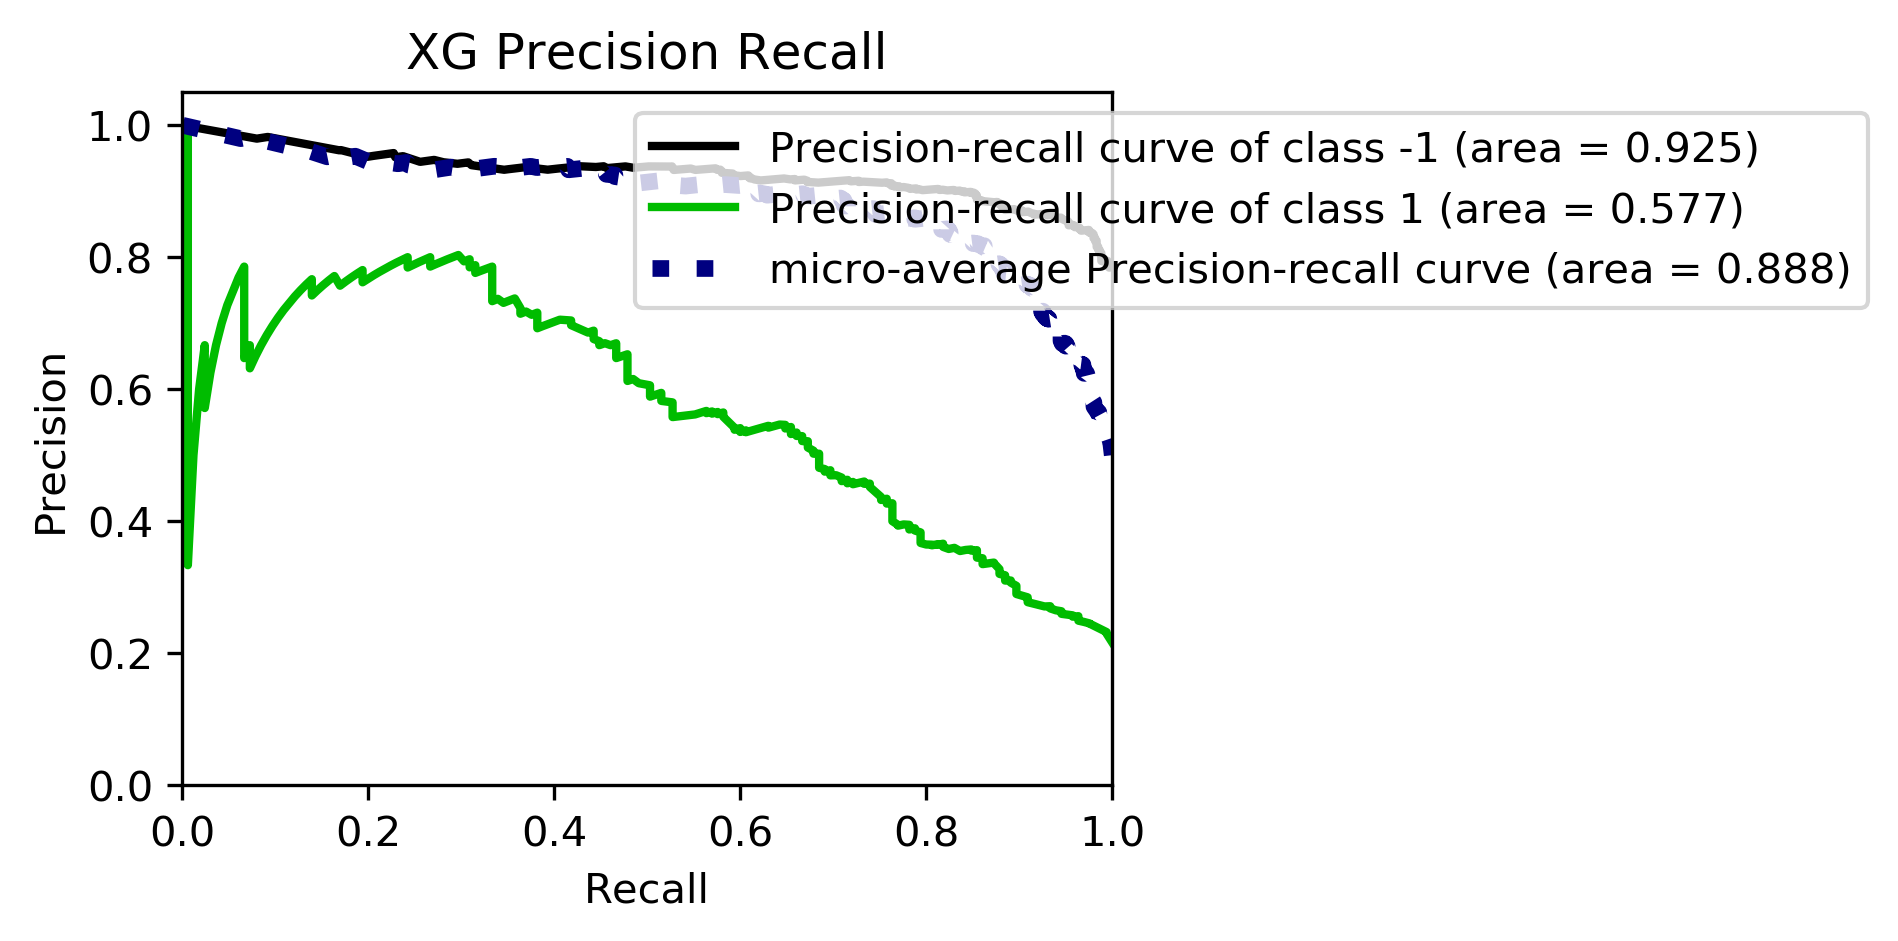 XG Precision Recall
Precision-recall curve of class -1 (area = 0.925)
Precision-recall curve of class 1 (area = 0.577)
micro-average Precision-recall curve (area = 0.888)
Precision
1.0
0.8
0.6
0.4
0.2
0.0
0.0 0.2 0.4 0.6 0.8 1.0
Recall